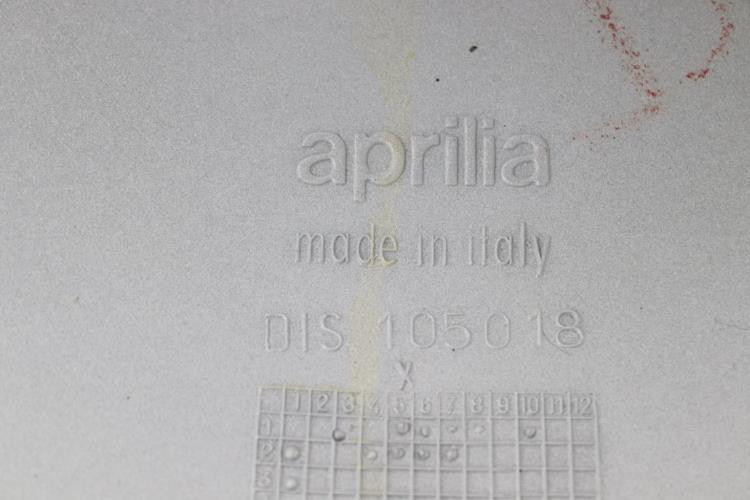 aprilia
made in italy
DIS 105018
X
1 2 3 4 5 6 7 8 9 10 11 12
1
2
3